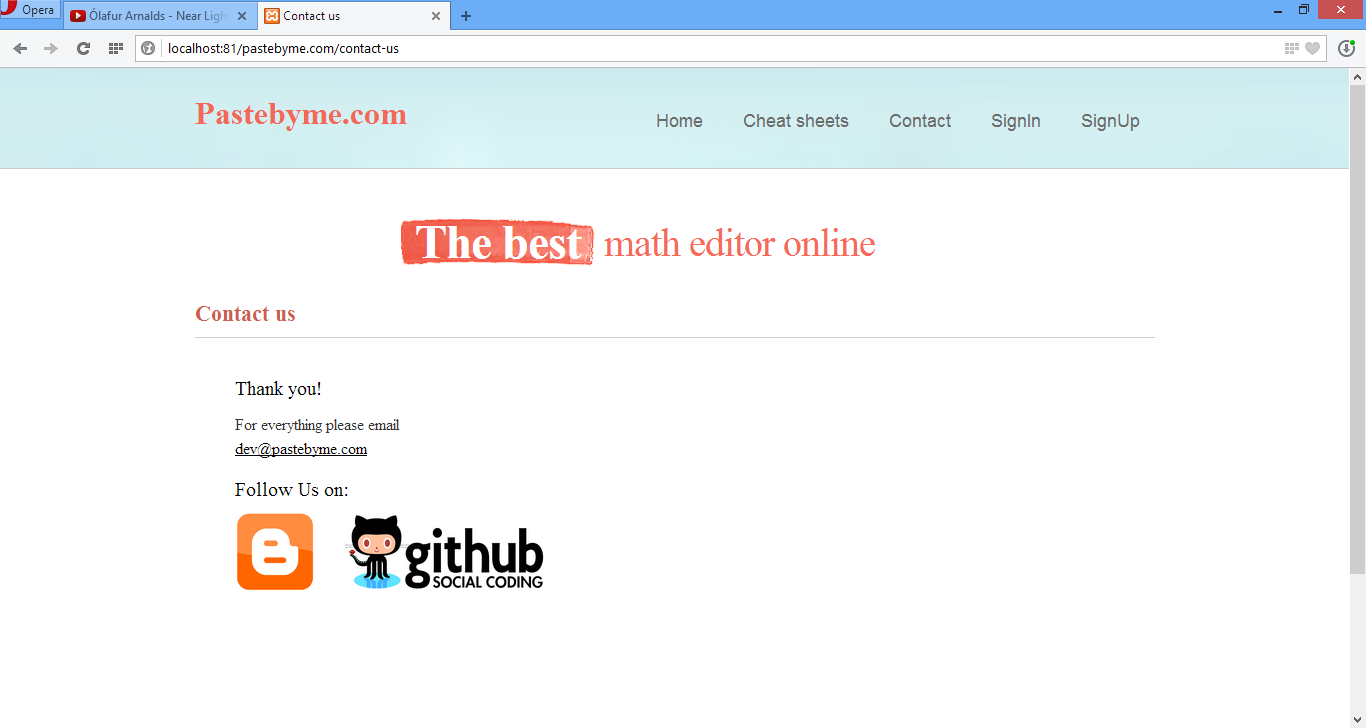 Opera
Ólafur Arnalds - Near Light
Contact us
localhost:81/pastebyme.com/contact-us
Pastebyme.com
Home
Cheat sheets
Contact
SignIn
SignUp
The best math editor online
Contact us
Thank you!
For everything please email
dev@pastebyme.com
Follow Us on:
github
SOCIAL CODING